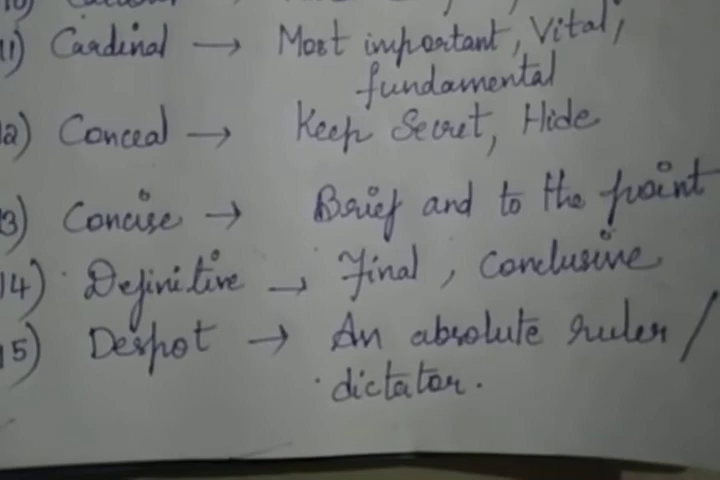 10)
11) Cardinal → Most important, Vital,
fundamental
12) Conceal → Keep Secret, Hide
13) Concise → Brief and to the point
14) Definitive → Final, Conclusive
15) Despot → An absolute ruler /
dictator.